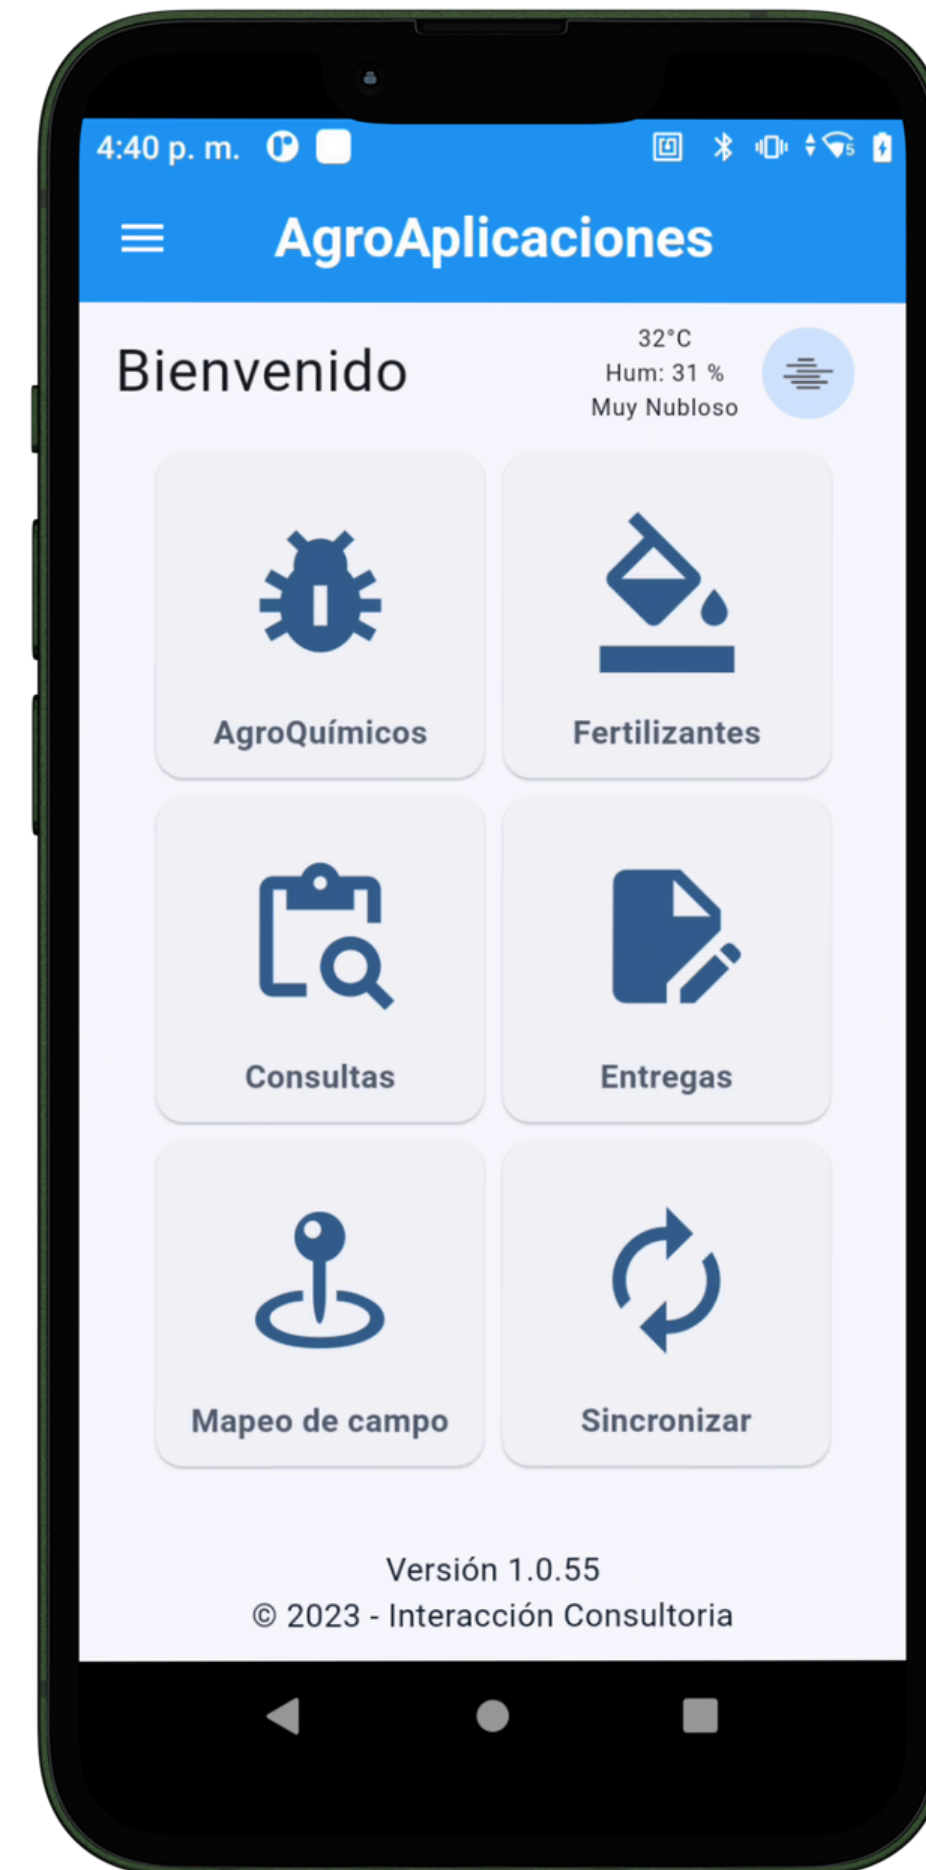 4:40 p. m.
AgroAplicaciones
Bienvenido
32°C
Hum: 31 %
Muy Nubloso
AgroQuímicos
Fertilizantes
Consultas
Entregas
Mapeo de campo
Sincronizar
Versión 1.0.55
© 2023 - Interacción Consultoria